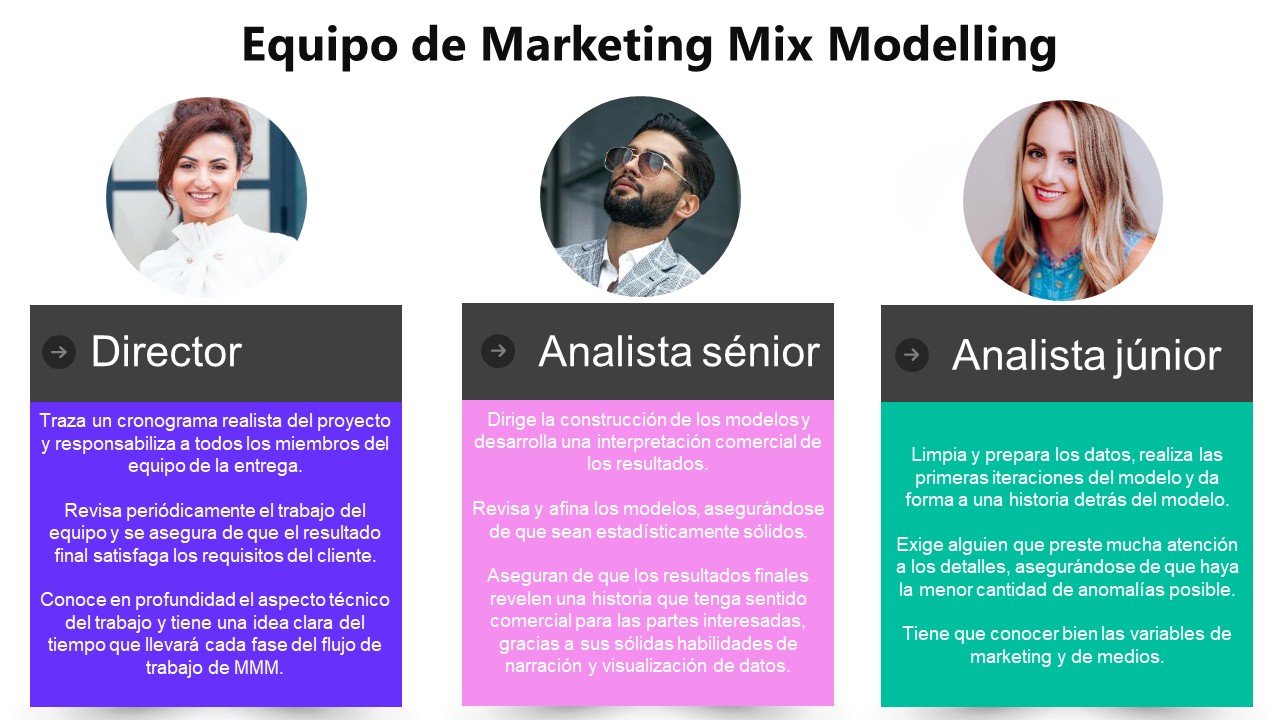 Equipo de Marketing Mix Modelling
Director
Traza un cronograma realista del proyecto
y responsabiliza a todos los miembros del
equipo de la entrega.
Revisa periódicamente el trabajo del
equipo y se asegura de que el resultado
final satisfaga los requisitos del cliente.
Conoce en profundidad el aspecto técnico
del trabajo y tiene una idea clara del
tiempo que llevará cada fase del flujo de
trabajo de MMM.
Analista sénior
Dirige la construcción de los modelos y
desarrolla una interpretación comercial de
los resultados.
Revisa y afina los modelos, asegurándose
de que sean estadísticamente sólidos.
Aseguran de que los resultados finales
revelen una historia que tenga sentido
comercial para las partes interesadas,
gracias a sus sólidas habilidades de
narración y visualización de datos.
Analista júnior
Limpia y prepara los datos, realiza las
primeras iteraciones del modelo y da
forma a una historia detrás del modelo.
Exige alguien que preste mucha atención
a los detalles, asegurándose de que haya
la menor cantidad de anomalías posible.
Tiene que conocer bien las variables de
marketing y de medios.